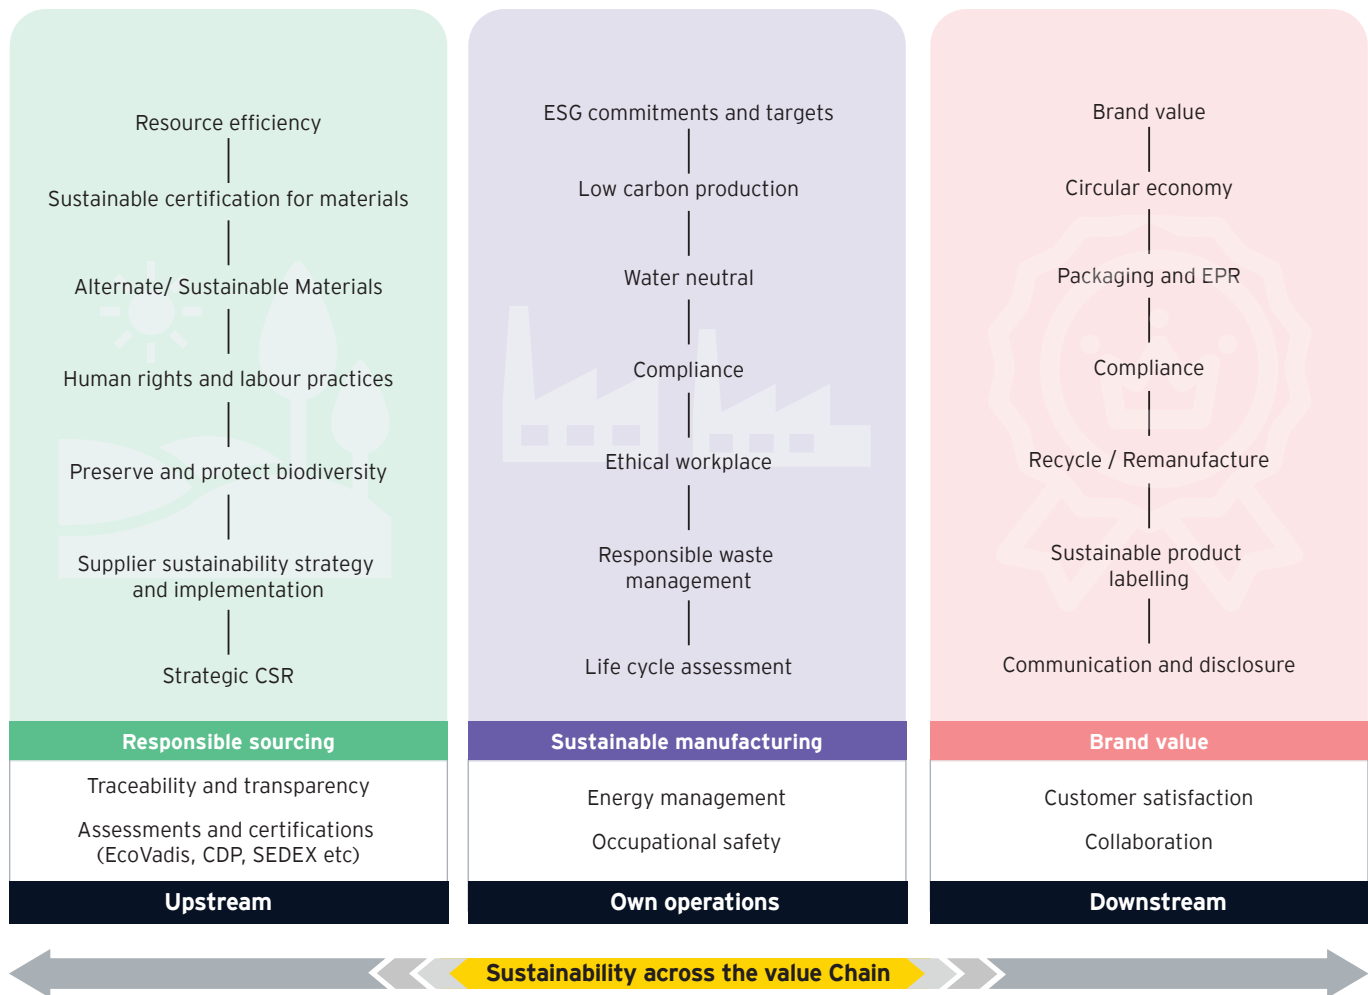 Resource efficiency
Sustainable certification for materials
Alternate/ Sustainable Materials
Human rights and labour practices
Preserve and protect biodiversity
Supplier sustainability strategy
and implementation
Strategic CSR
Responsible sourcing
Traceability and transparency
Assessments and certifications
(EcoVadis, CDP, SEDEX etc)
Upstream
ESG commitments and targets
Low carbon production
Water neutral
Compliance
Ethical workplace
Responsible waste
management
Life cycle assessment
Sustainable manufacturing
Energy management
Occupational safety
Own operations
Brand value
Circular economy
Packaging and EPR
Compliance
Recycle / Remanufacture
Sustainable product
labelling
Communication and disclosure
Brand value
Customer satisfaction
Collaboration
Downstream
Sustainability across the value Chain